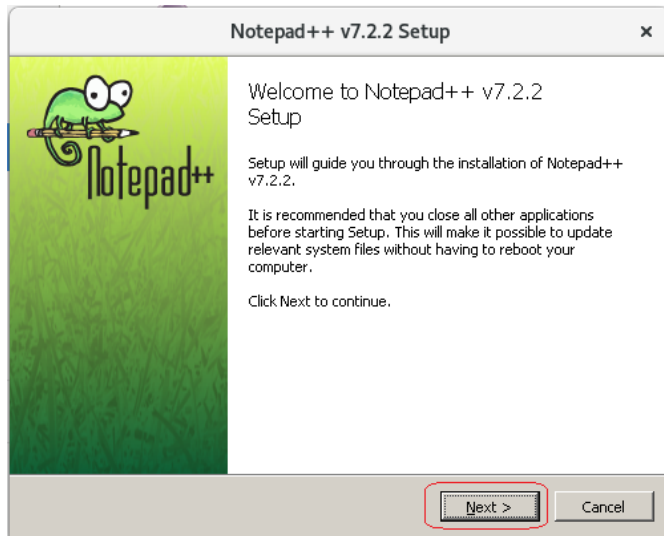 Notepad++ v7.2.2 Setup
×
Notepad++
Welcome to Notepad++ v7.2.2
Setup
Setup will guide you through the installation of Notepad++
v7.2.2.
It is recommended that you close all other applications
before starting Setup. This will make it possible to update
relevant system files without having to reboot your
computer.
Click Next to continue.
Next >
Cancel